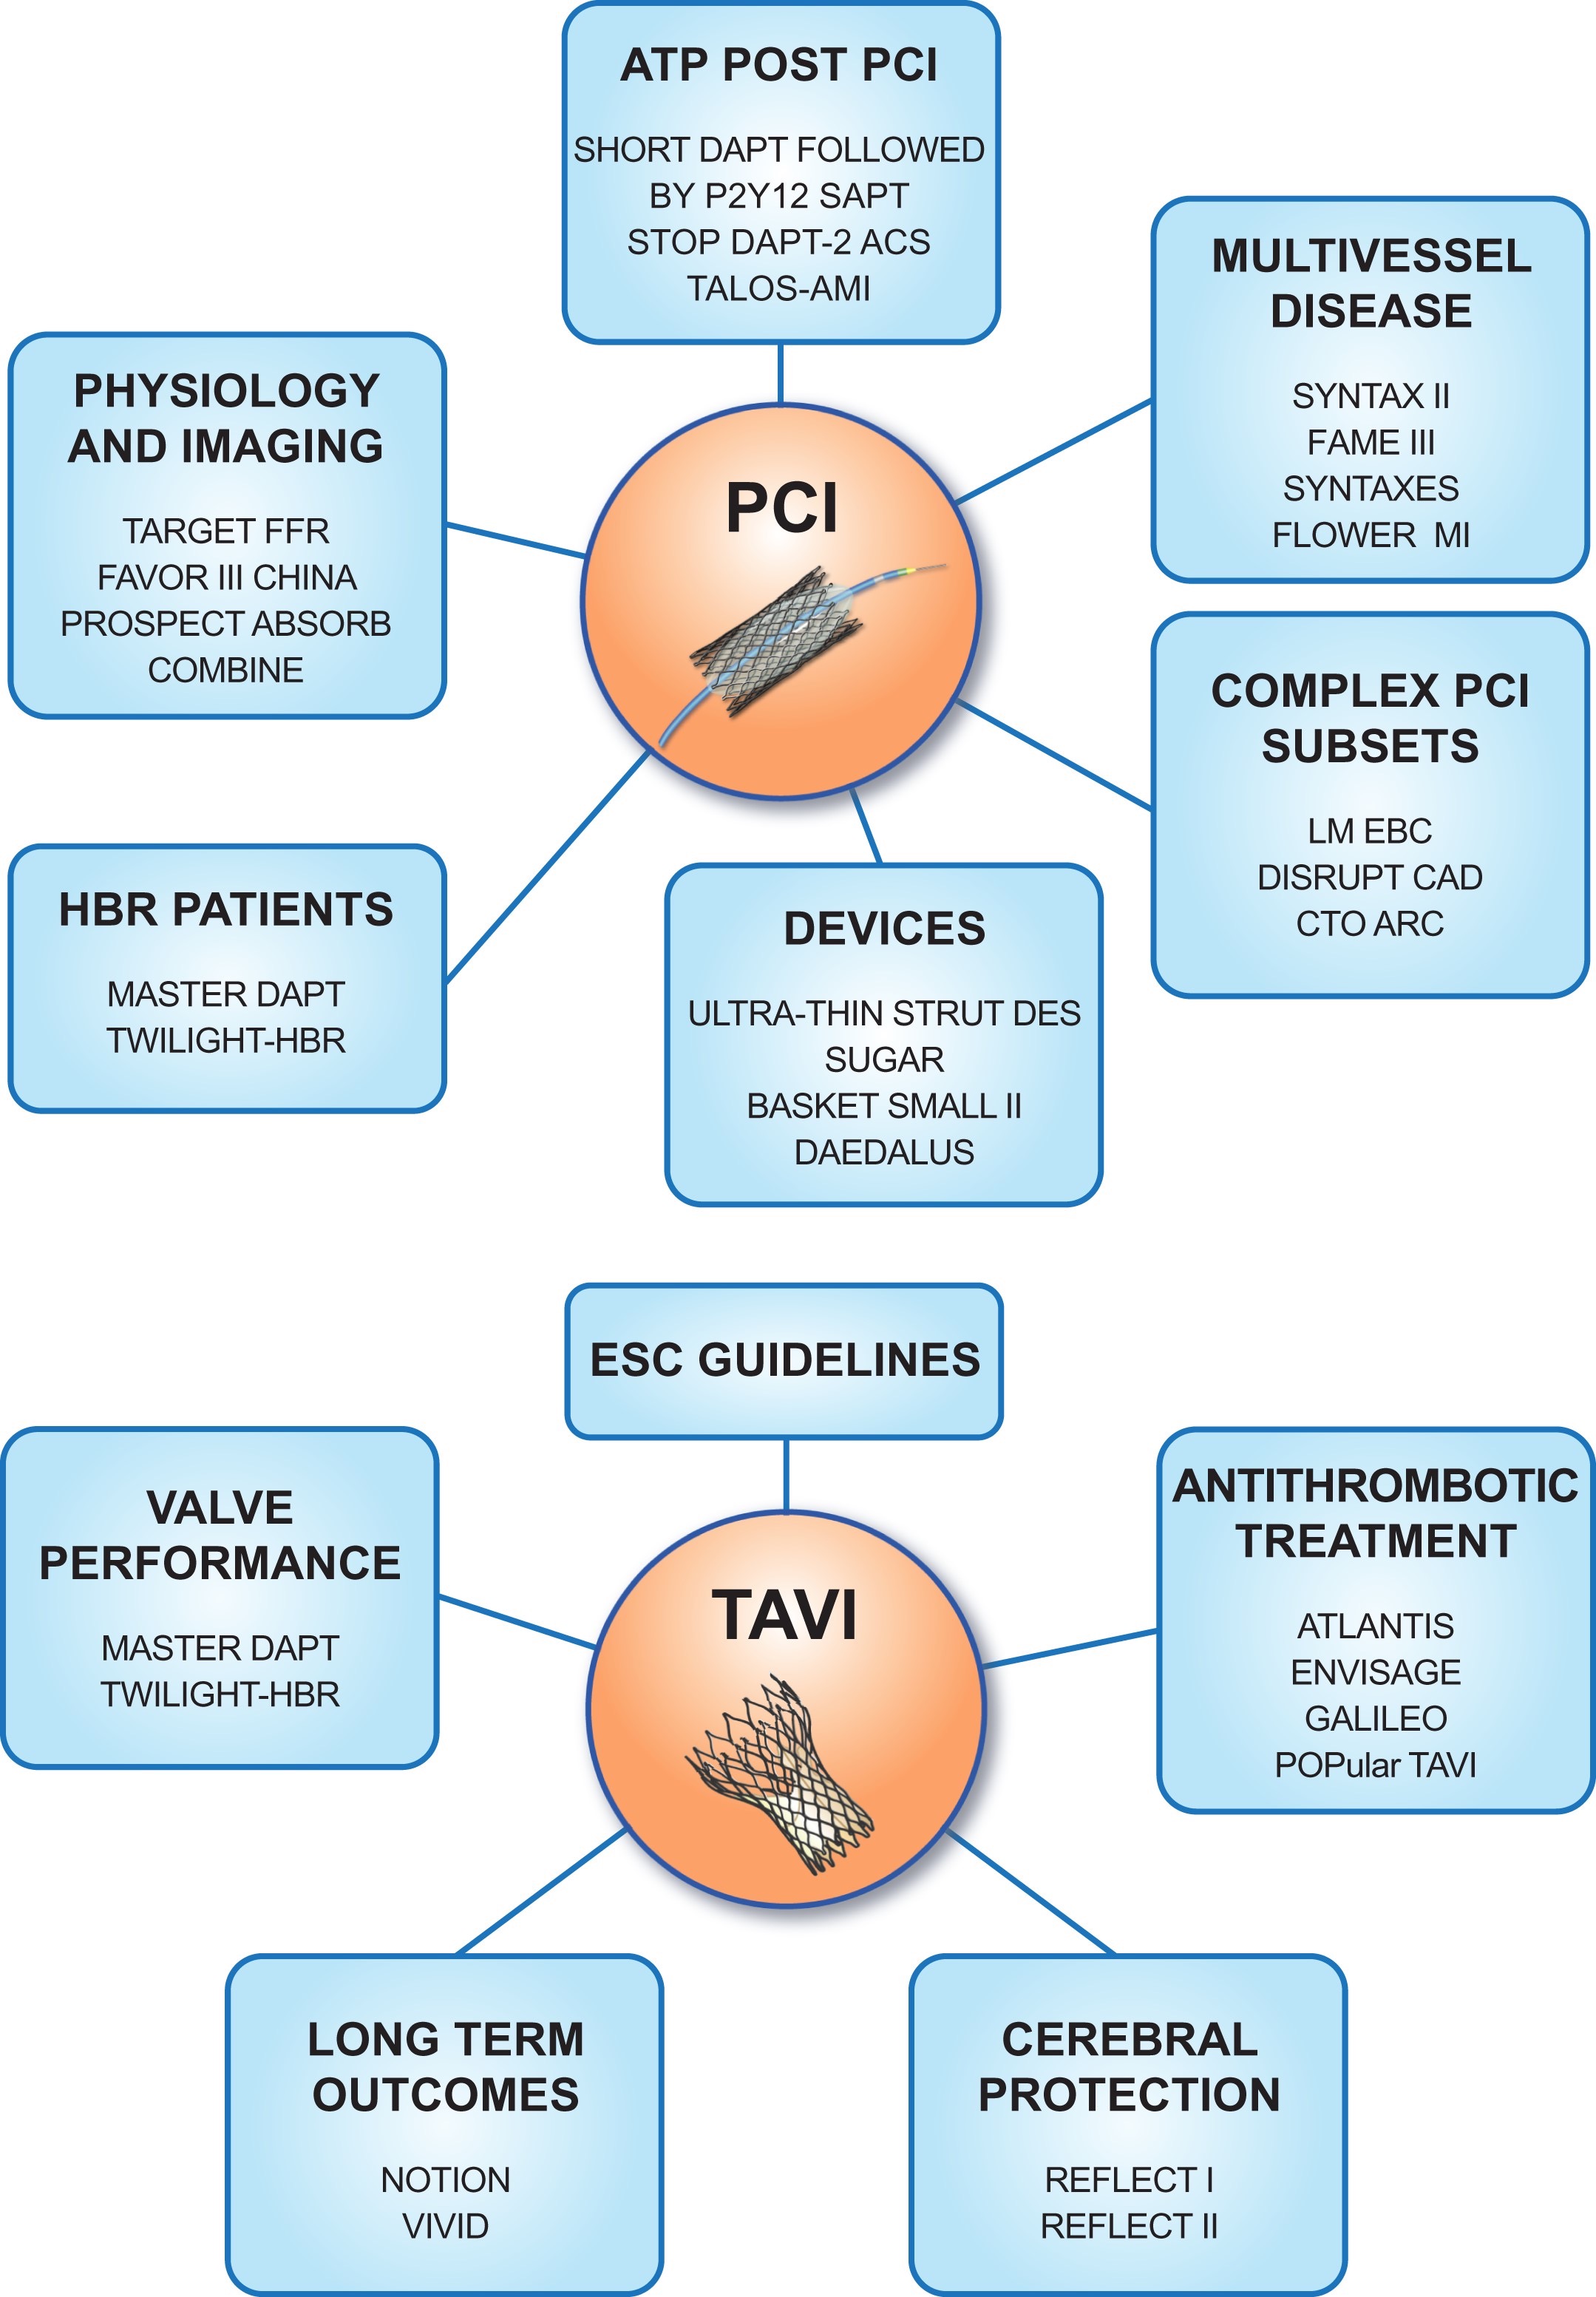 ATP POST PCI
SHORT DAPT FOLLOWED
BY P2Y12 SAPT
STOP DAPT-2 ACS
TALOS-AMI
MULTIVESSEL
DISEASE
SYNTAX II
FAME III
SYNTAXES
FLOWER MI
PHYSIOLOGY
AND IMAGING
TARGET FFR
FAVOR III CHINA
PROSPECT ABSORB
COMBINE
PCI
COMPLEX PCI
SUBSETS
LM EBC
DISRUPT CAD
CTO ARC
HBR PATIENTS
MASTER DAPT
TWILIGHT-HBR
DEVICES
ULTRA-THIN STRUT DES
SUGAR
BASKET SMALL II
DAEDALUS
ESC GUIDELINES
VALVE
PERFORMANCE
MASTER DAPT
TWILIGHT-HBR
ANTITHROMBOTIC
TREATMENT
ATLANTIS
ENVISAGE
GALILEO
POPular TAVI
TAVI
LONG TERM
OUTCOMES
NOTION
VIVID
CEREBRAL
PROTECTION
REFLECT I
REFLECT II